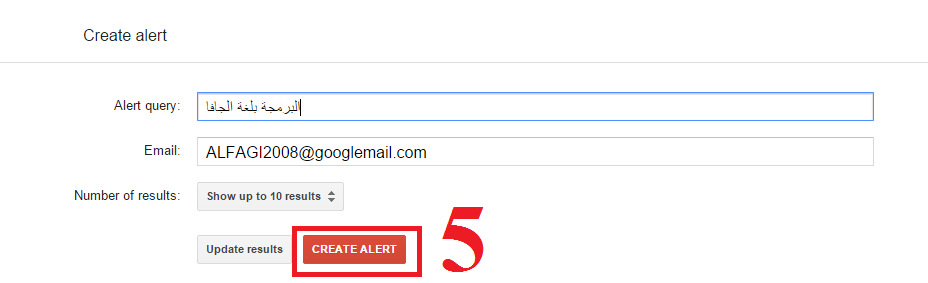 Create alert
Alert query: البرمجة بلغة الجافا
Email: ALFAGI2008@googlemail.com
Number of results: Show up to 10 results
Update results CREATE ALERT 5